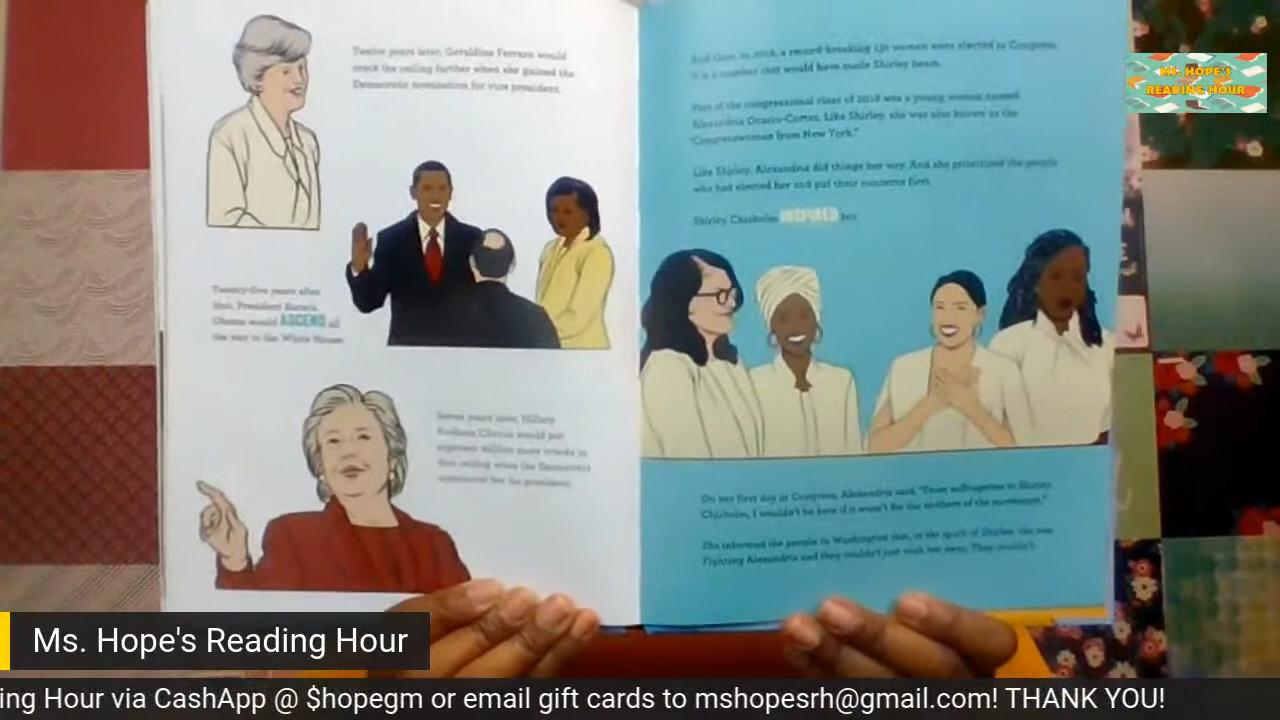 Twelve years later, Geraldine Ferraro would
crack the ceiling further when she gained the
Democratic nomination for vice president.
Twenty-five years after
that, President Barack
Obama would ASCEND all
the way to the White House.
Seven years later, Hillary
Rodham Clinton would put
eighteen million more cracks in
that ceiling when the Democrats
nominated her for president.
And then, in 2018, a record-breaking 131 women were elected to Congress.
It is a number that would have made Shirley beam.
Part of the congressional class of 2018 was a young woman named
Alexandria Ocasio-Cortez. Like Shirley, she was also known as the
"Congresswoman from New York."
Like Shirley, Alexandria did things her way. And she prioritized the people
who had elected her and put their concerns first.
Shirley Chisholm INSPIRED her.
On her first day in Congress, Alexandria said, "From suffragettes to Shirley
Chisholm, I wouldn't be here if it wasn't for the mothers of the movement."
She informed the people in Washington that, in the spirit of Shirley, she was
Fighting Alexandria and they couldn't just wish her away. They couldn't.
MS. HOPE'S
READING HOUR
Ms. Hope's Reading Hour
ing Hour via CashApp @ $hopegm or email gift cards to mshopesrh@gmail.com! THANK YOU!